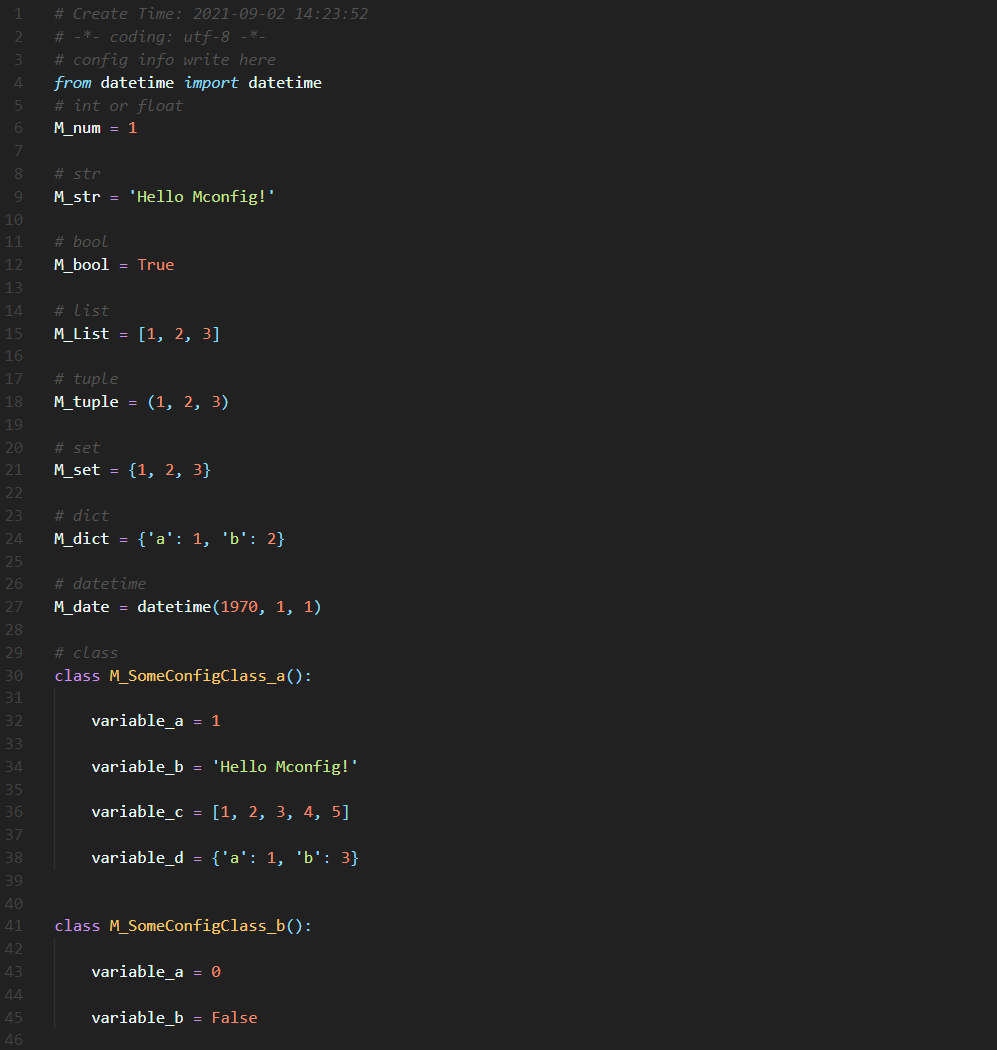 1 # Create Time: 2021-09-02 14:23:52
2 # -*- coding: utf-8 -*-
3 # config info write here
4 from datetime import datetime
5 # int or float
6 M_num = 1
7
8 # str
9 M_str = 'Hello Mconfig!'
10
11 # bool
12 M_bool = True
13
14 # list
15 M_List = [1, 2, 3]
16
17 # tuple
18 M_tuple = (1, 2, 3)
19
20 # set
21 M_set = {1, 2, 3}
22
23 # dict
24 M_dict = {'a': 1, 'b': 2}
25
26 # datetime
27 M_date = datetime(1970, 1, 1)
28
29 # class
30 class M_SomeConfigClass_a():
31
32     variable_a = 1
33
34     variable_b = 'Hello Mconfig!'
35
36     variable_c = [1, 2, 3, 4, 5]
37
38     variable_d = {'a': 1, 'b': 3}
39
40
41 class M_SomeConfigClass_b():
42
43     variable_a = 0
44
45     variable_b = False
46